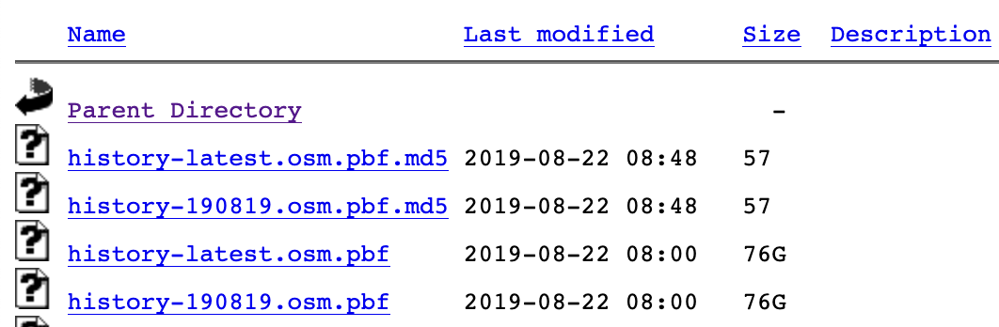 Name Last modified Size Description
Parent Directory -
history-latest.osm.pbf.md5 2019-08-22 08:48 57
history-190819.osm.pbf.md5 2019-08-22 08:48 57
history-latest.osm.pbf 2019-08-22 08:00 76G
history-190819.osm.pbf 2019-08-22 08:00 76G